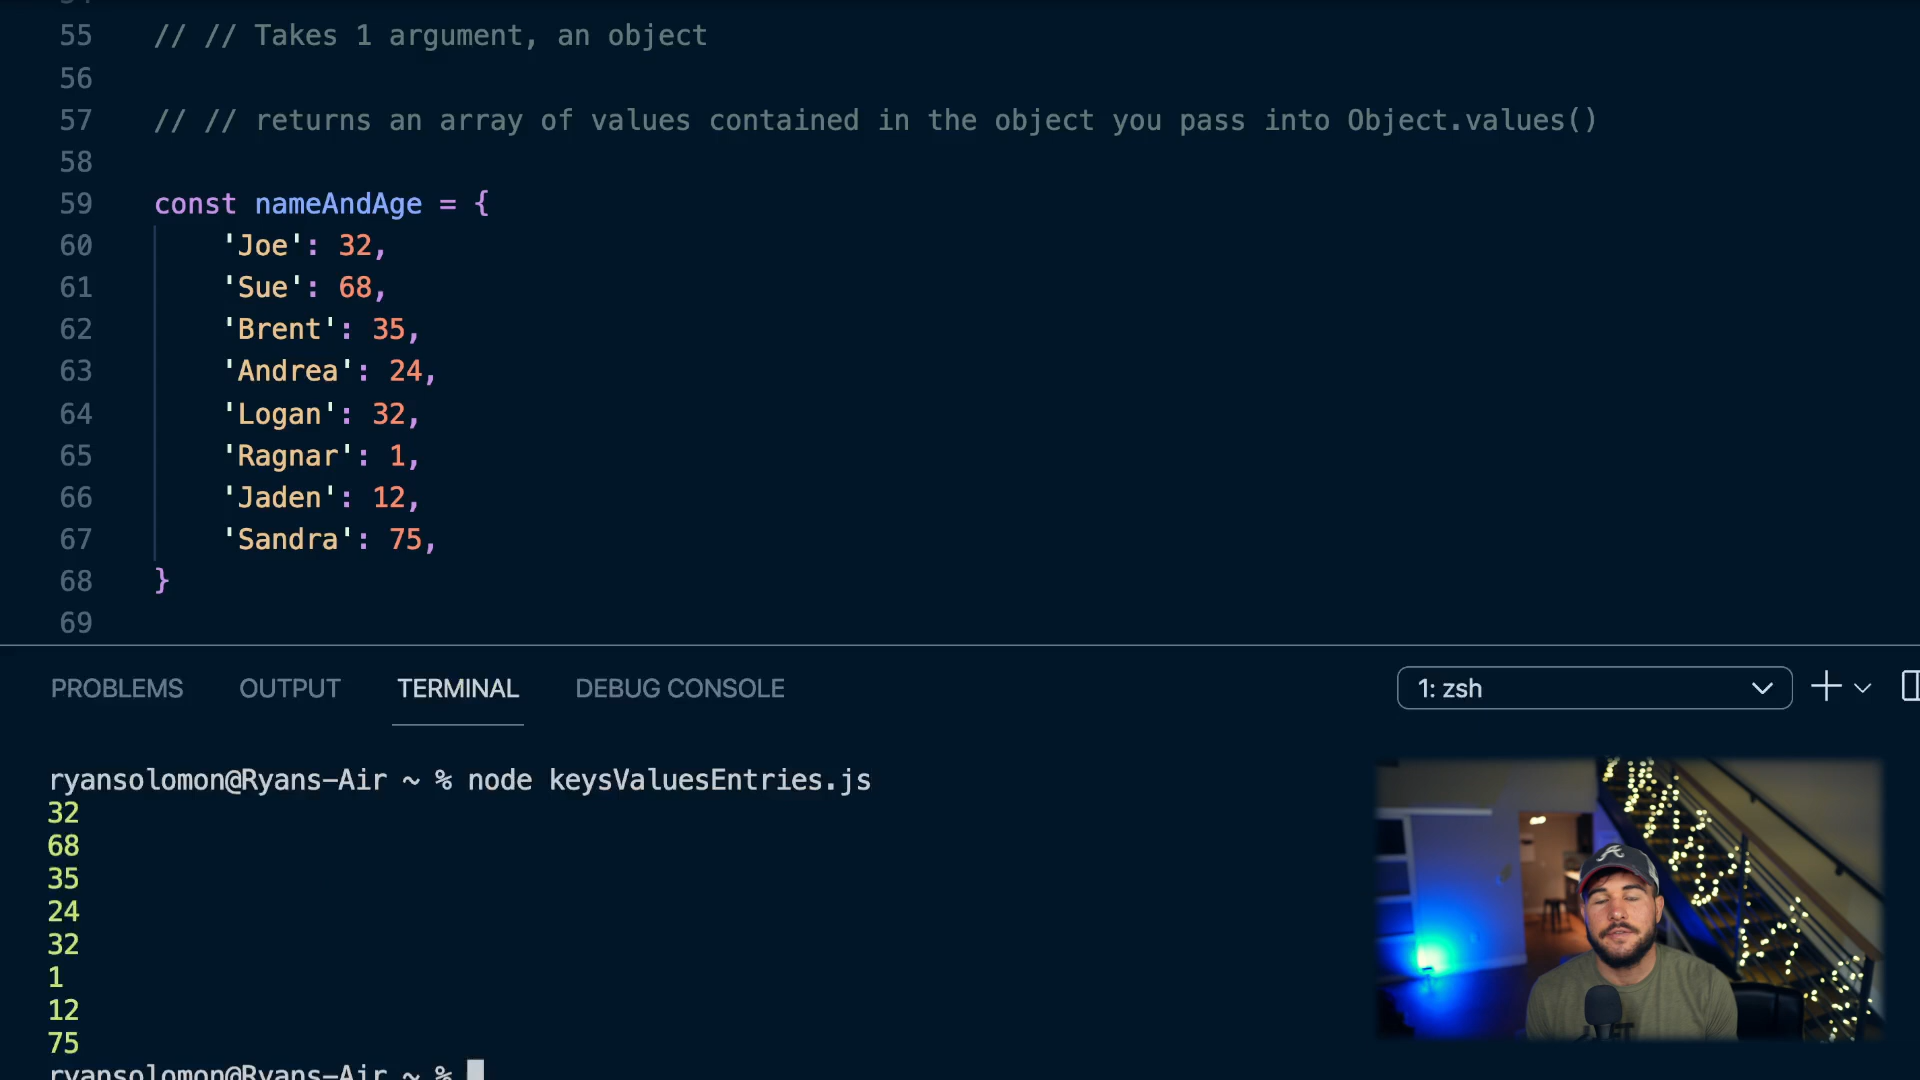 55 // // Takes 1 argument, an object
56
57 // // returns an array of values contained in the object you pass into Object.values()
58
59 const nameAndAge = {
60 'Joe': 32,
61 'Sue': 68,
62 'Brent': 35,
63 'Andrea': 24,
64 'Logan': 32,
65 'Ragnar': 1,
66 'Jaden': 12,
67 'Sandra': 75,
68 }
69
PROBLEMS OUTPUT TERMINAL DEBUG CONSOLE 1: zsh
ryansolomon@Ryans-Air ~ % node keysValuesEntries.js
32
68
35
24
32
1
12
75
ryansolomon@Ryans-Air ~ %